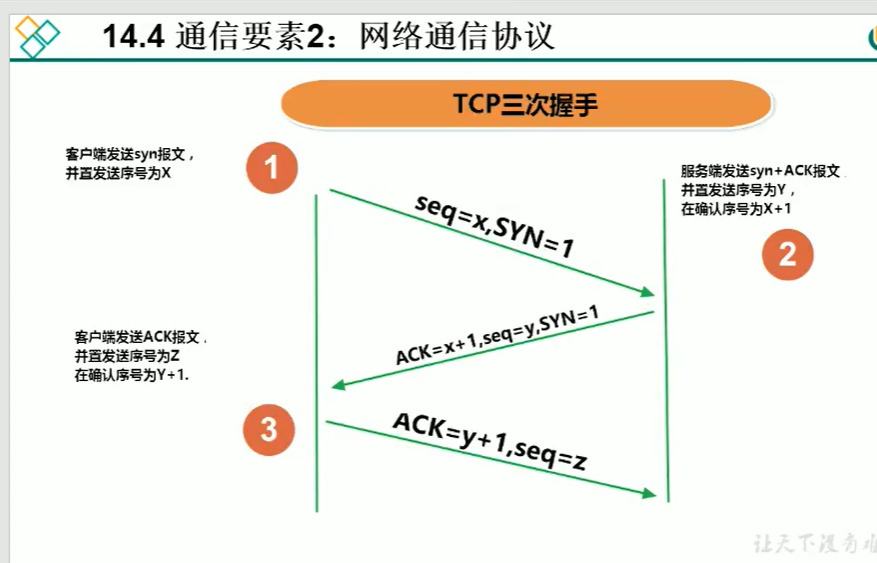 14.4 通信要素2：网络通信协议
TCP三次握手
客户端发送syn报文，
并置发送序号为X
1
服务端发送syn+ACK报文
并置发送序号为Y，
在确认序号为X+1
2
seq=x,SYN=1
ACK=x+1,seq=y,SYN=1
客户端发送ACK报文，
并置发送序号为Z
在确认序号为Y+1.
3
ACK=y+1,seq=z
让天下没有难